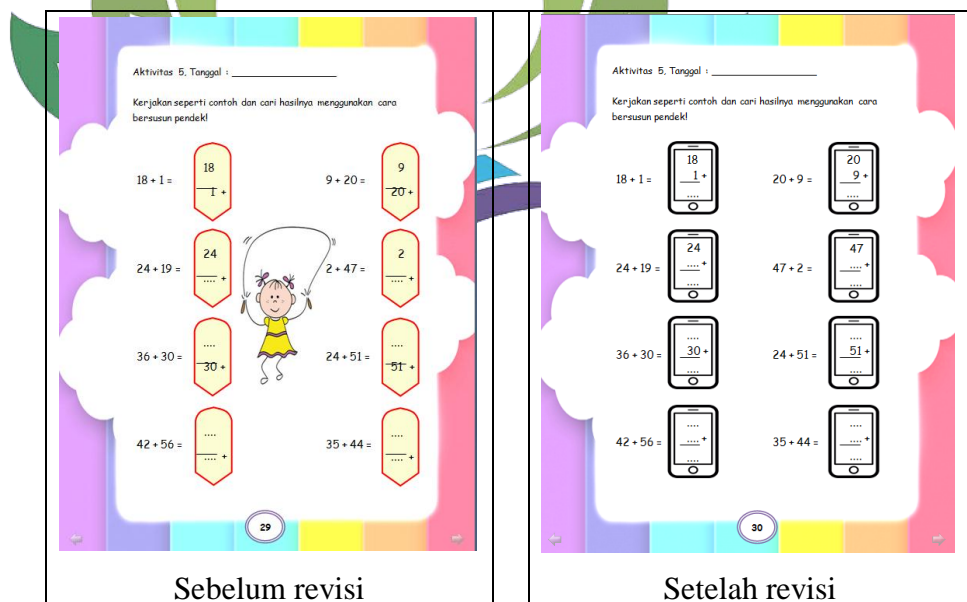 Aktivitas 5, Tanggal : ___________________
Kerjakan seperti contoh dan cari hasilnya menggunakan cara
bersusun pendek!
18 + 1 =
18
1 +
9 + 20 =
9
20 +
24 + 19 =
24
.... +
2 + 47 =
2
.... +
36 + 30 =
....
30 +
24 + 51 =
....
51 +
42 + 56 =
....
.... +
35 + 44 =
....
.... +
29
Sebelum revisi
Aktivitas 5, Tanggal : ___________________
Kerjakan seperti contoh dan cari hasilnya menggunakan cara
bersusun pendek!
18 + 1 =
18
1 +
....
20 + 9 =
20
9 +
....
24 + 19 =
24
.... +
....
47 + 2 =
47
.... +
....
36 + 30 =
....
30 +
....
24 + 51 =
....
51 +
....
42 + 56 =
....
.... +
....
35 + 44 =
....
.... +
....
30
Setelah revisi